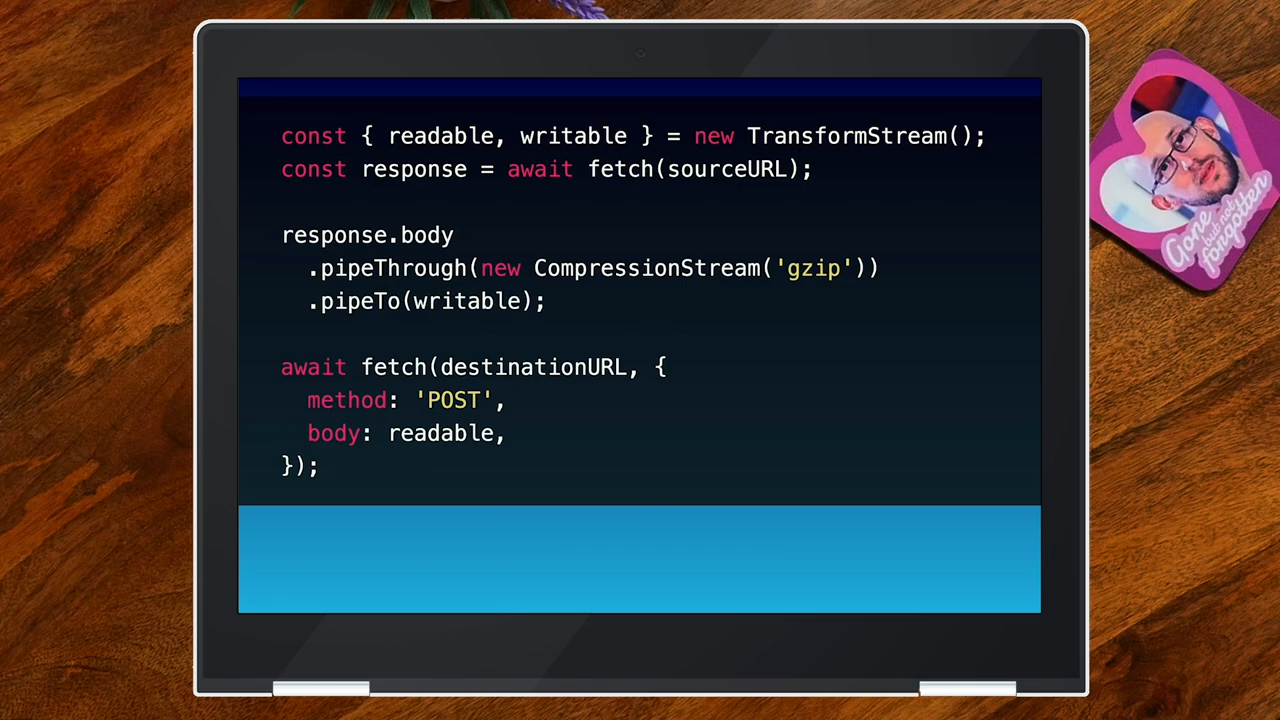 const { readable, writable } = new TransformStream();
const response = await fetch(sourceURL);
response.body
  .pipeThrough(new CompressionStream('gzip'))
  .pipeTo(writable);
await fetch(destinationURL, {
  method: 'POST',
  body: readable,
});
Gone
but not
forgotten